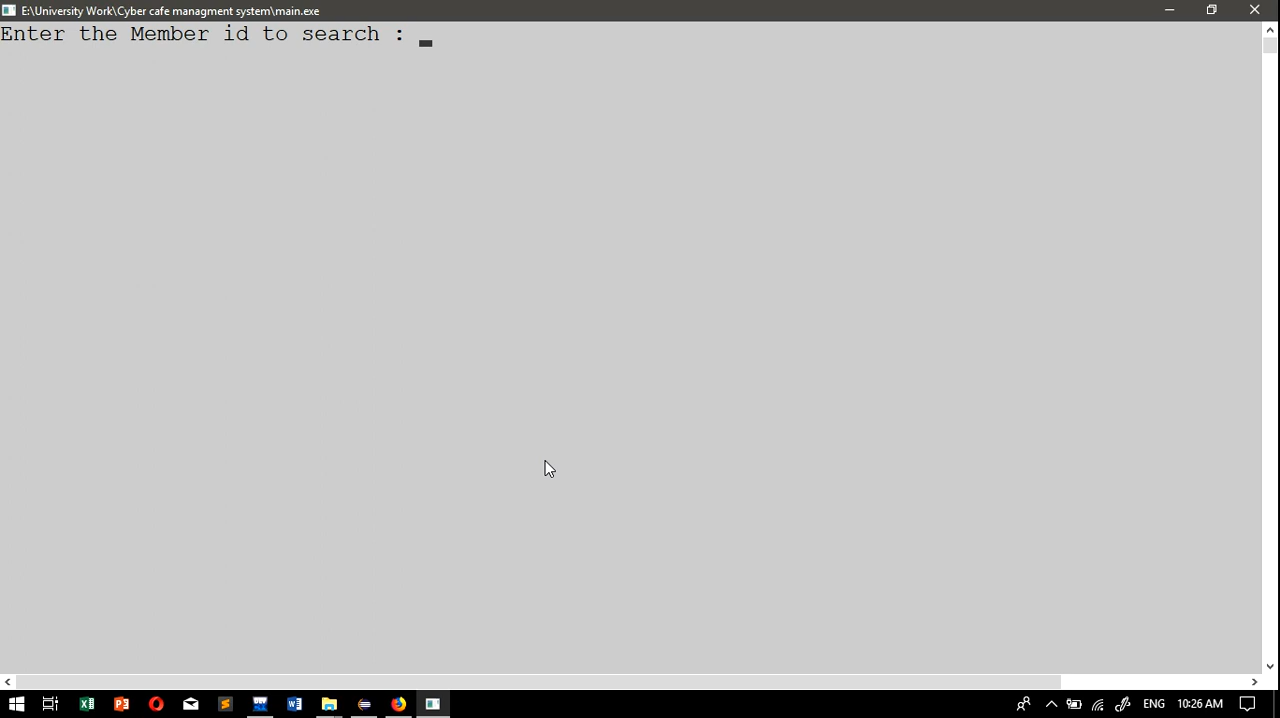 E:\University Work\Cyber cafe managment system\main.exe
Enter the Member id to search :
ENG 10:26 AM